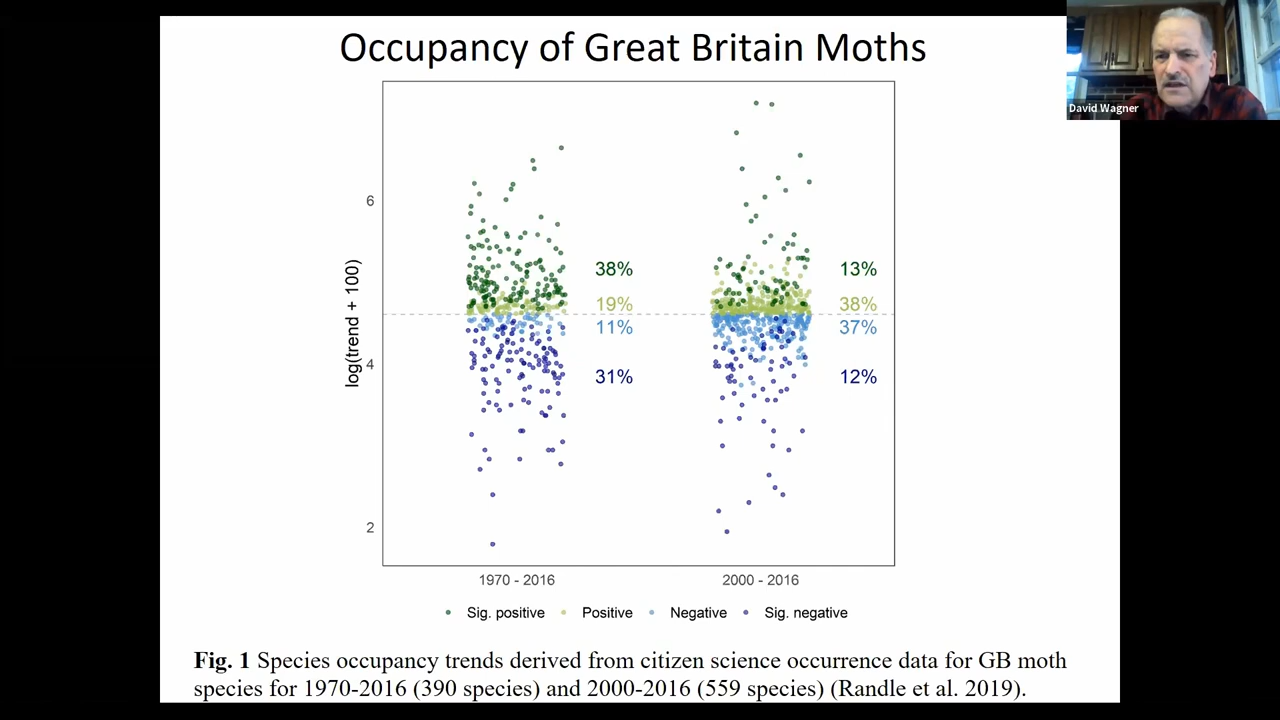 Occupancy of Great Britain Moths
David Wagner
log(trend + 100)
6
4
2
38%
19%
11%
31%
13%
38%
37%
12%
1970 - 2016
2000 - 2016
Sig. positive
Positive
Negative
Sig. negative
Fig. 1 Species occupancy trends derived from citizen science occurrence data for GB moth
species for 1970-2016 (390 species) and 2000-2016 (559 species) (Randle et al. 2019).